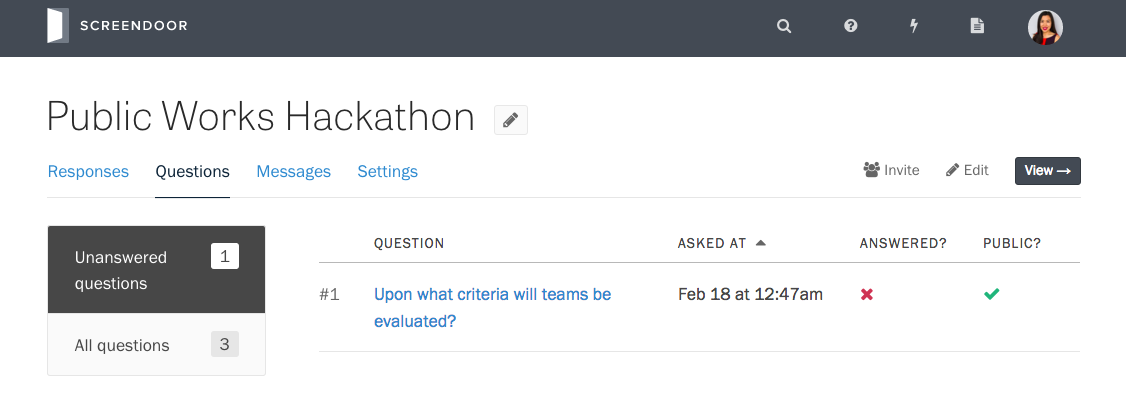 SCREENDOOR
Public Works Hackathon
Responses Questions Messages Settings Invite Edit View →
Unanswered 1
questions
All questions 3
QUESTION ASKED AT ANSWERED? PUBLIC?
#1 Upon what criteria will teams be Feb 18 at 12:47am
evaluated?